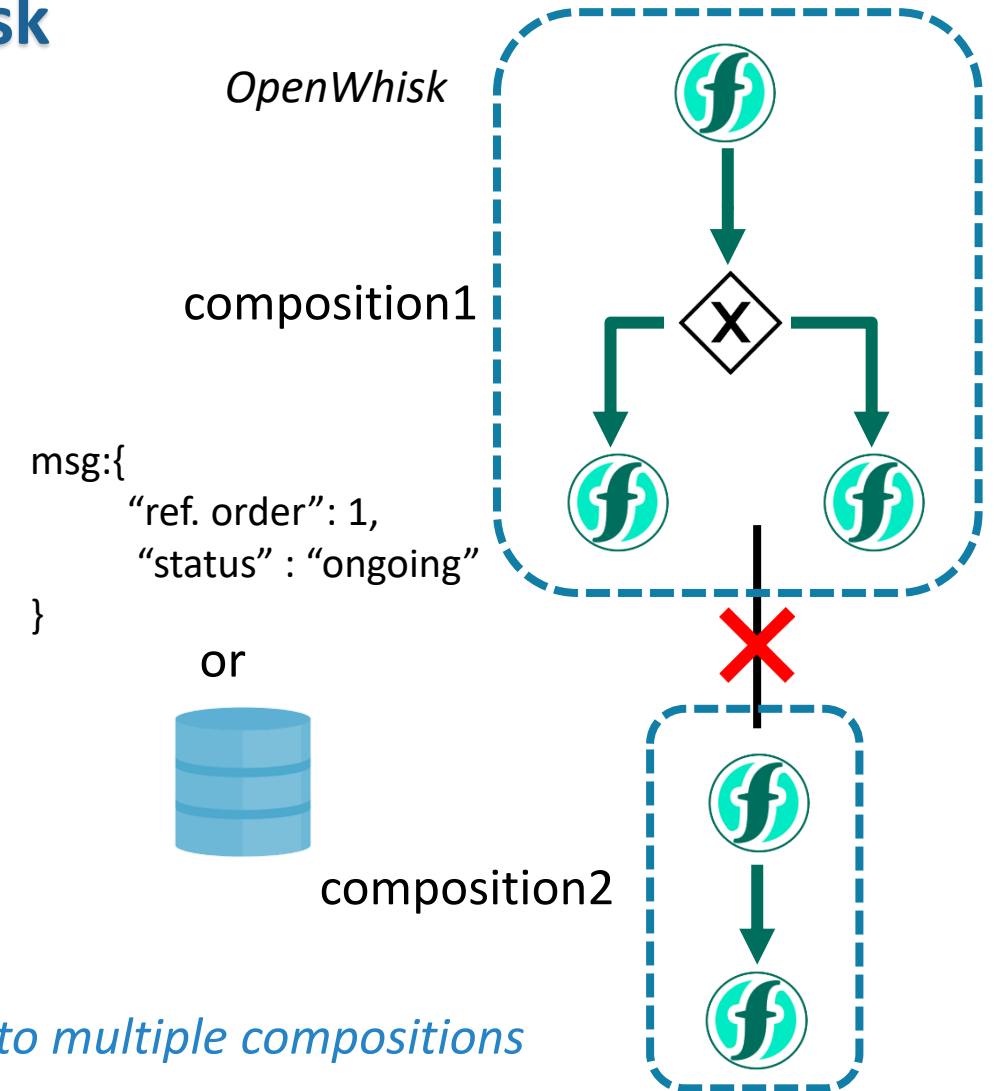 sk
OpenWhisk
X
composition1
msg:{
“ref. order”: 1,
“status” : “ongoing”
}
or
composition2
to multiple compositions